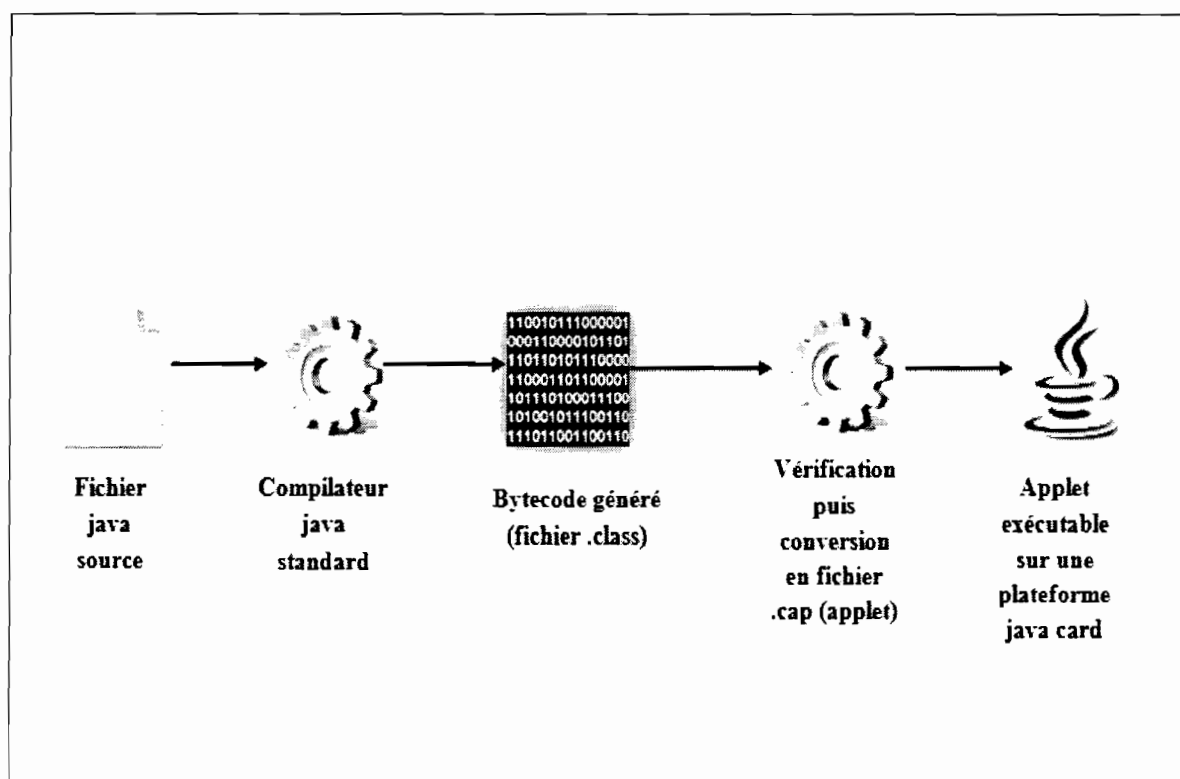 110010111000001
000110000101101
110110101110000
110001101100001
101110100011100
101001011100110
111011001100110
Fichier
java
source
Compilateur
java
standard
Bytecode généré
(fichier .class)
Vérification
puis
conversion
en fichier
.cap (applet)
Applet
exécutable
sur une
plateforme
java card